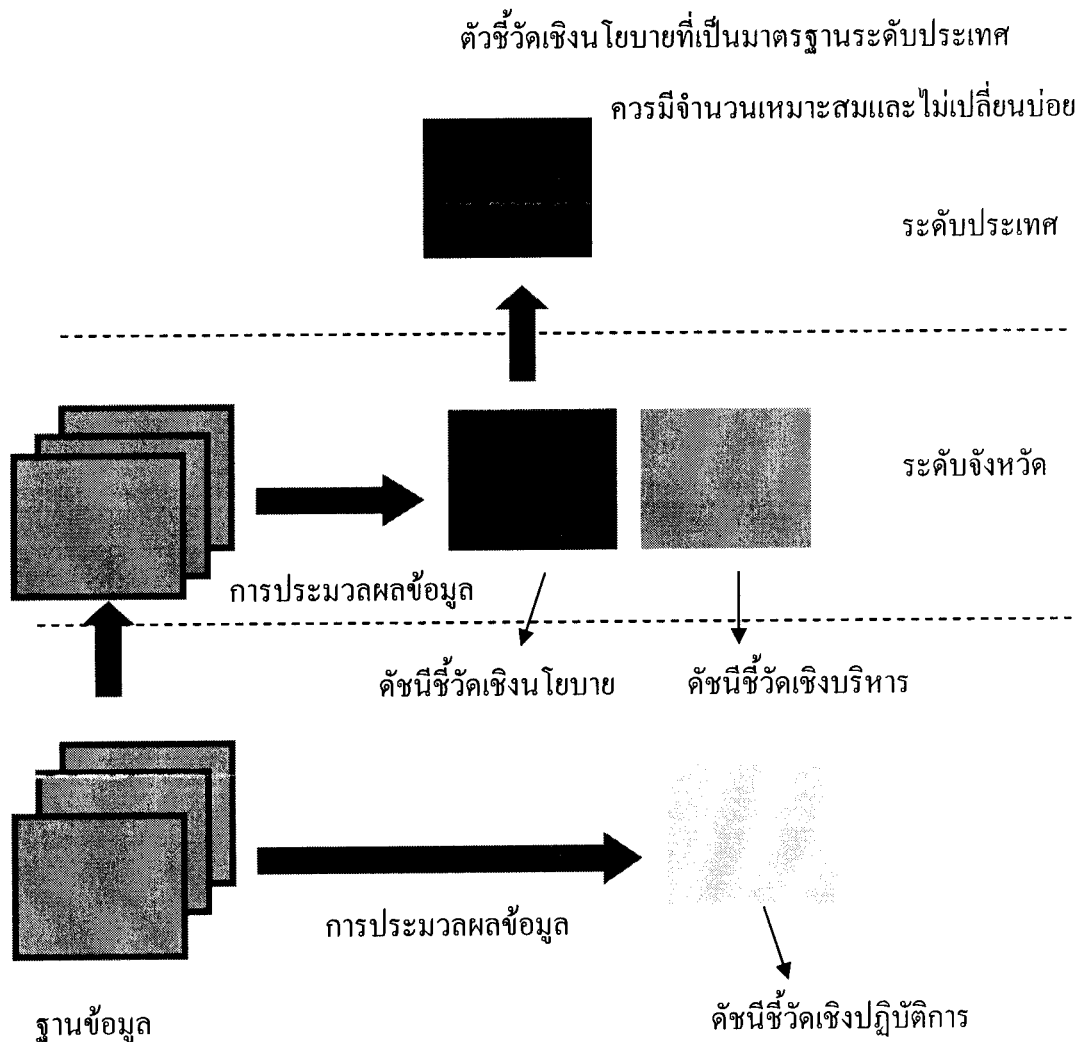 ตัวชี้วัดเชิงนโยบายที่เป็นมาตรฐานระดับประเทศ
ควรมีจำนวนเหมาะสมและไม่เปลี่ยนบ่อย
ระดับประเทศ
ระดับจังหวัด
การประมวลผลข้อมูล
ดัชนีชี้วัดเชิงนโยบาย
ดัชนีชี้วัดเชิงบริหาร
การประมวลผลข้อมูล
ฐานข้อมูล
ดัชนีชี้วัดเชิงปฏิบัติการ